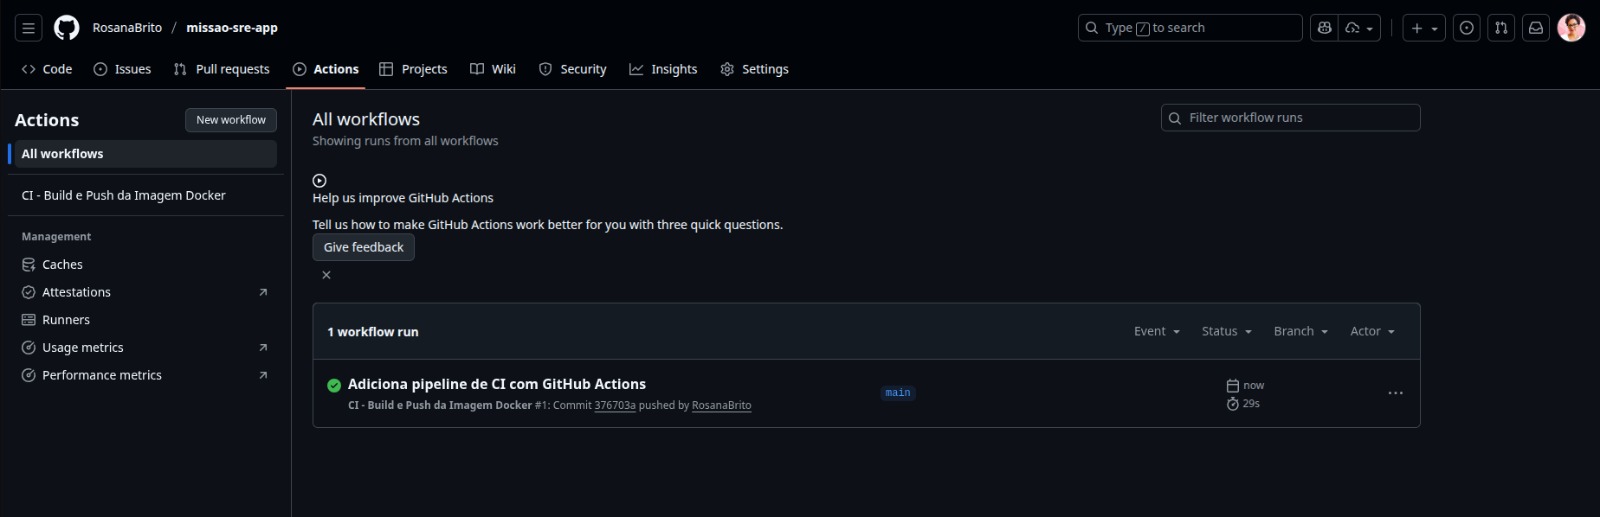 RosanaBrito / missao-sre-app
Type / to search
Code Issues Pull requests Actions Projects Wiki Security Insights Settings
Actions
New workflow
All workflows
CI - Build e Push da Imagem Docker
Management
Caches
Attestations
Runners
Usage metrics
Performance metrics
All workflows
Showing runs from all workflows
Filter workflow runs
Help us improve GitHub Actions
Tell us how to make GitHub Actions work better for you with three quick questions.
Give feedback
1 workflow run
Event Status Branch Actor
Adiciona pipeline de CI com GitHub Actions
CI - Build e Push da Imagem Docker #1: Commit 376703a pushed by RosanaBrito
main
now
29s